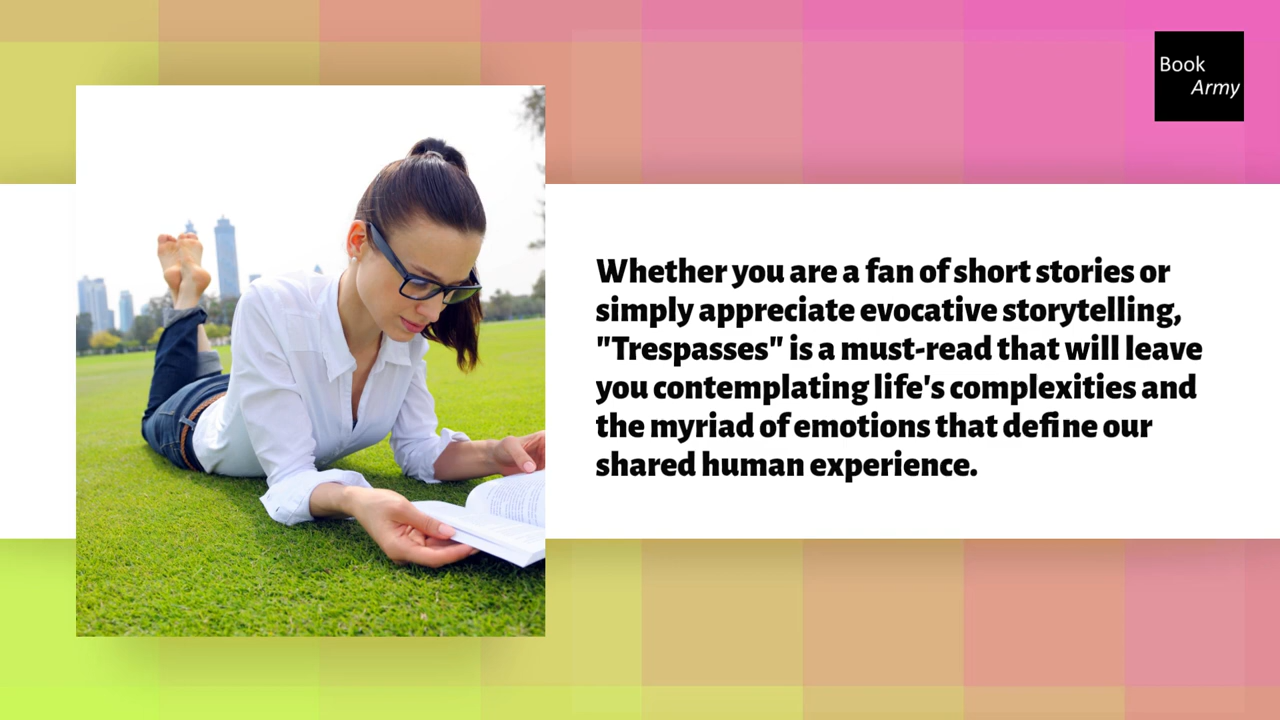 Book
Army
Whether you are a fan of short stories or
simply appreciate evocative storytelling,
"Trespasses" is a must-read that will leave
you contemplating life's complexities and
the myriad of emotions that define our
shared human experience.